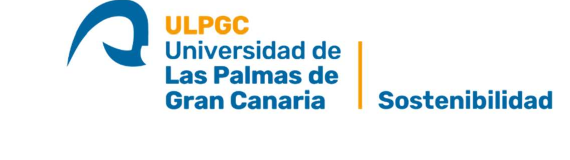 ULPGC
Universidad de
Las Palmas de
Gran Canaria
Sostenibilidad